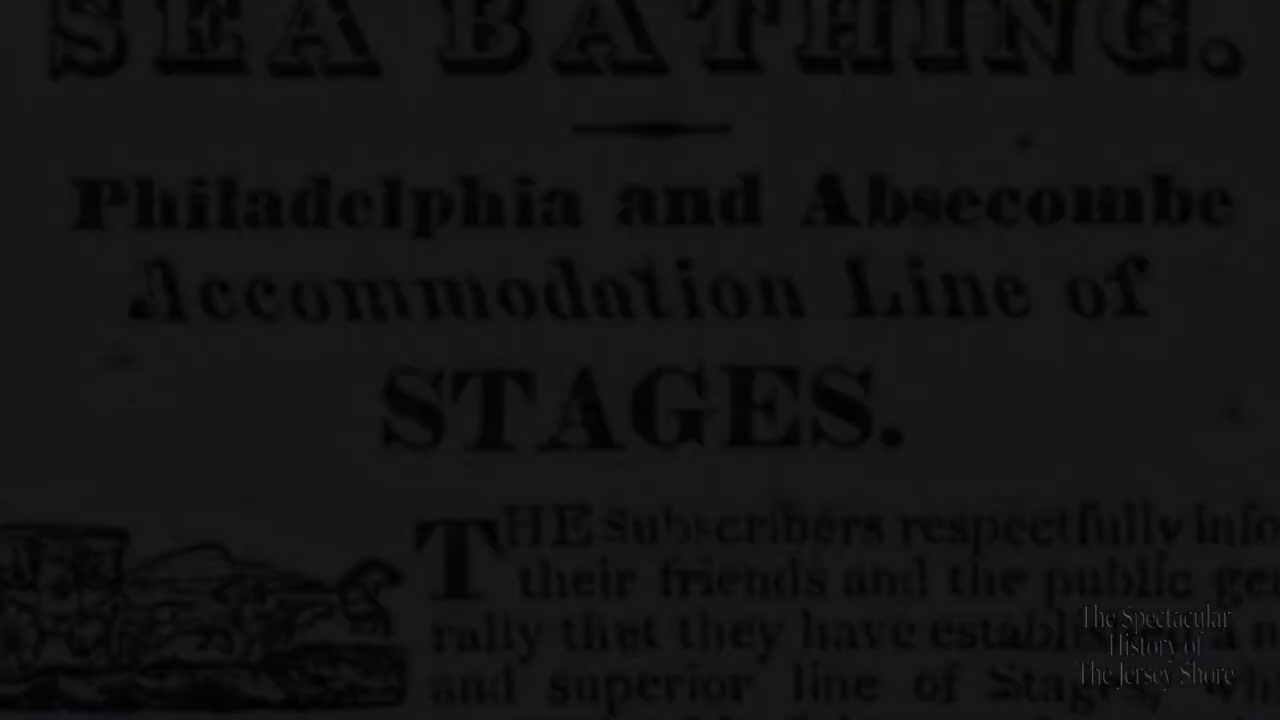 SEA BATHING.
Philadelphia and Absecombe
Accommodation Line of
STAGES.
THE Subscribers respectfully info
their friends and the public ge
rally that they have establ
and superior line of Stag
The Spectacular
History of
The Jersey Shore